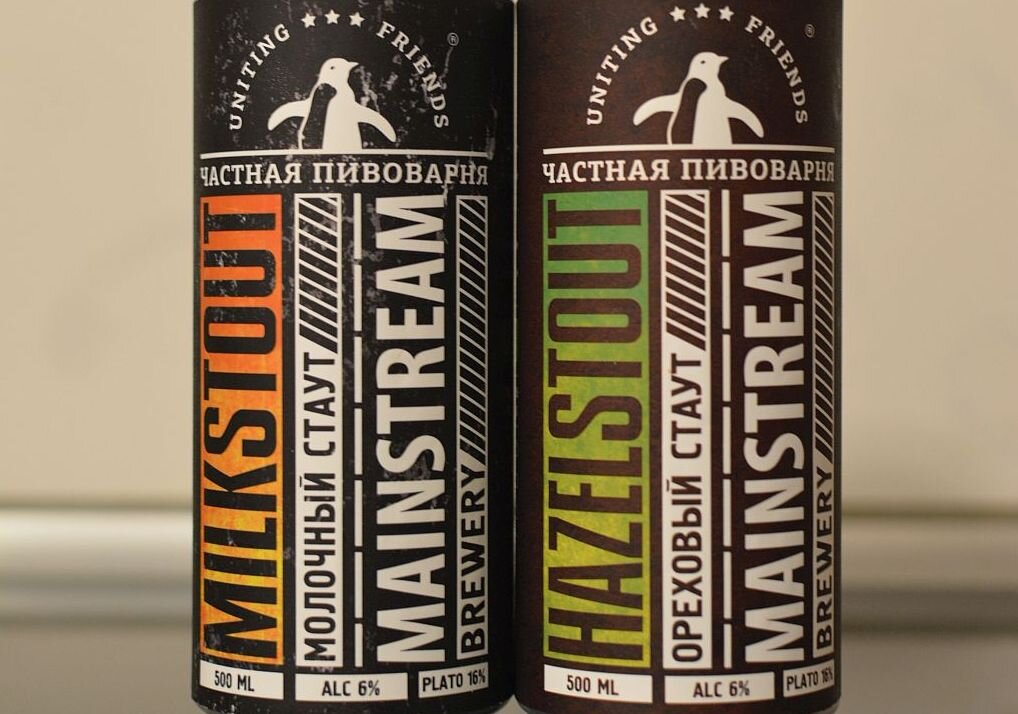 UNITING ★★★ FRIENDS ®
ЧАСТНАЯ ПИВОВАРНЯ
MILKSTOUT
МОЛОЧНЫЙ СТАУТ
MAINSTREAM
BREWERY
500 ML
ALC 6%
PLATO 16%
UNITING ★★★ FRIENDS ®
ЧАСТНАЯ ПИВОВАРНЯ
HAZELSTOUT
ОРЕХОВЫЙ СТАУТ
MAINSTREAM
BREWERY
500 ML
ALC 6%
PLATO 16%